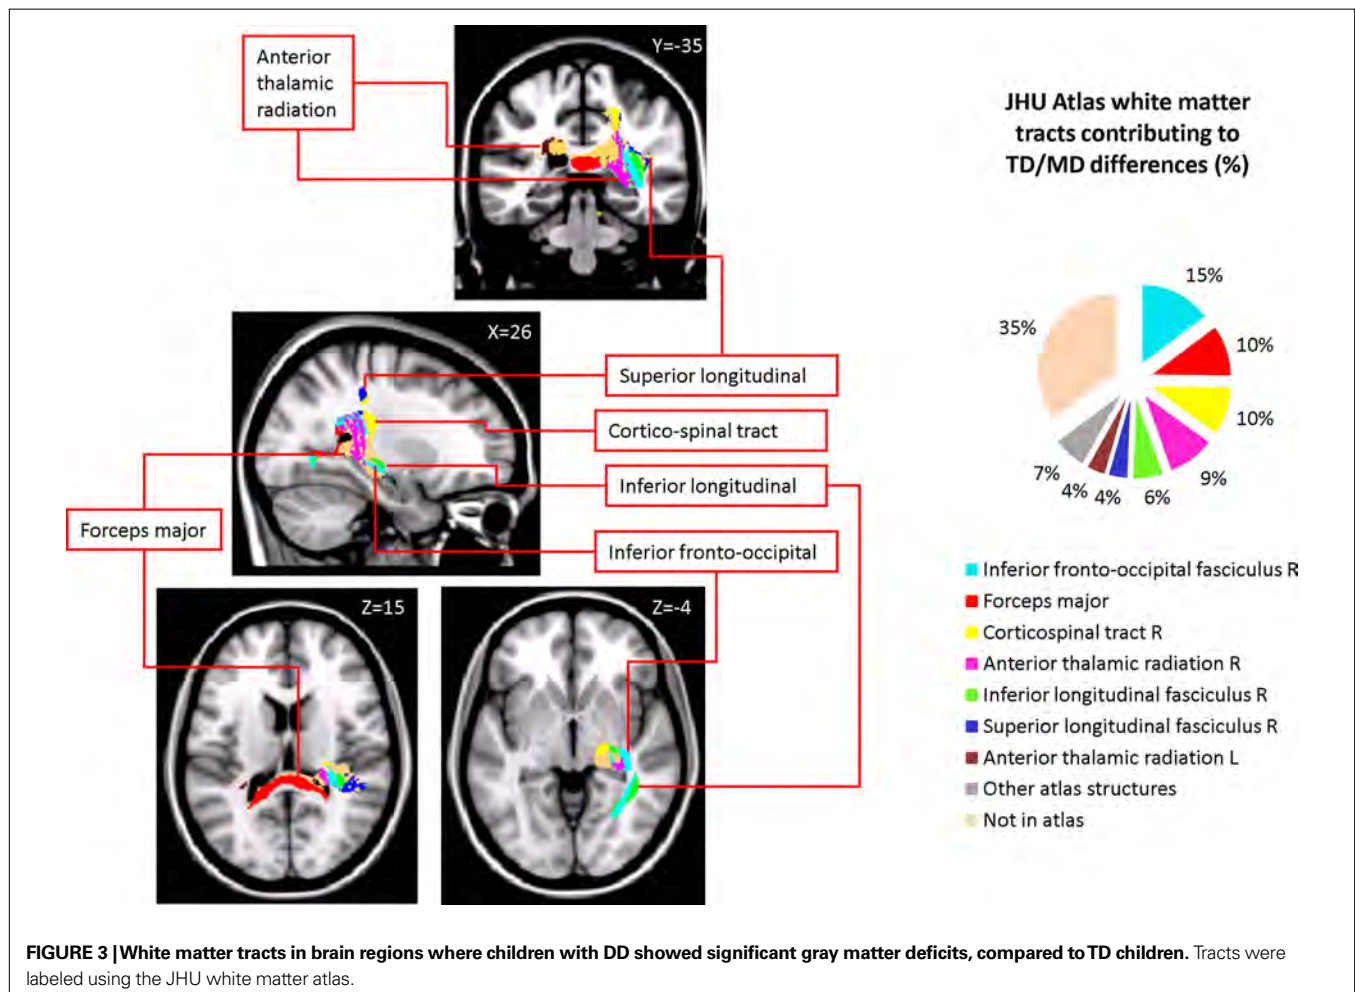 Anterior
thalamic
radiation
Y=-35
X=26
Superior longitudinal
Cortico-spinal tract
Inferior longitudinal
Forceps major
Inferior fronto-occipital
Z=15
Z=-4
JHU Atlas white matter
tracts contributing to
TD/MD differences (%)
15%
35%
10%
10%
9%
6%
4%
4%
7%
Inferior fronto-occipital fasciculus R
Forceps major
Corticospinal tract R
Anterior thalamic radiation R
Inferior longitudinal fasciculus R
Superior longitudinal fasciculus R
Anterior thalamic radiation L
Other atlas structures
Not in atlas
FIGURE 3 | White matter tracts in brain regions where children with DD showed significant gray matter deficits, compared to TD children. Tracts were
labeled using the JHU white matter atlas.